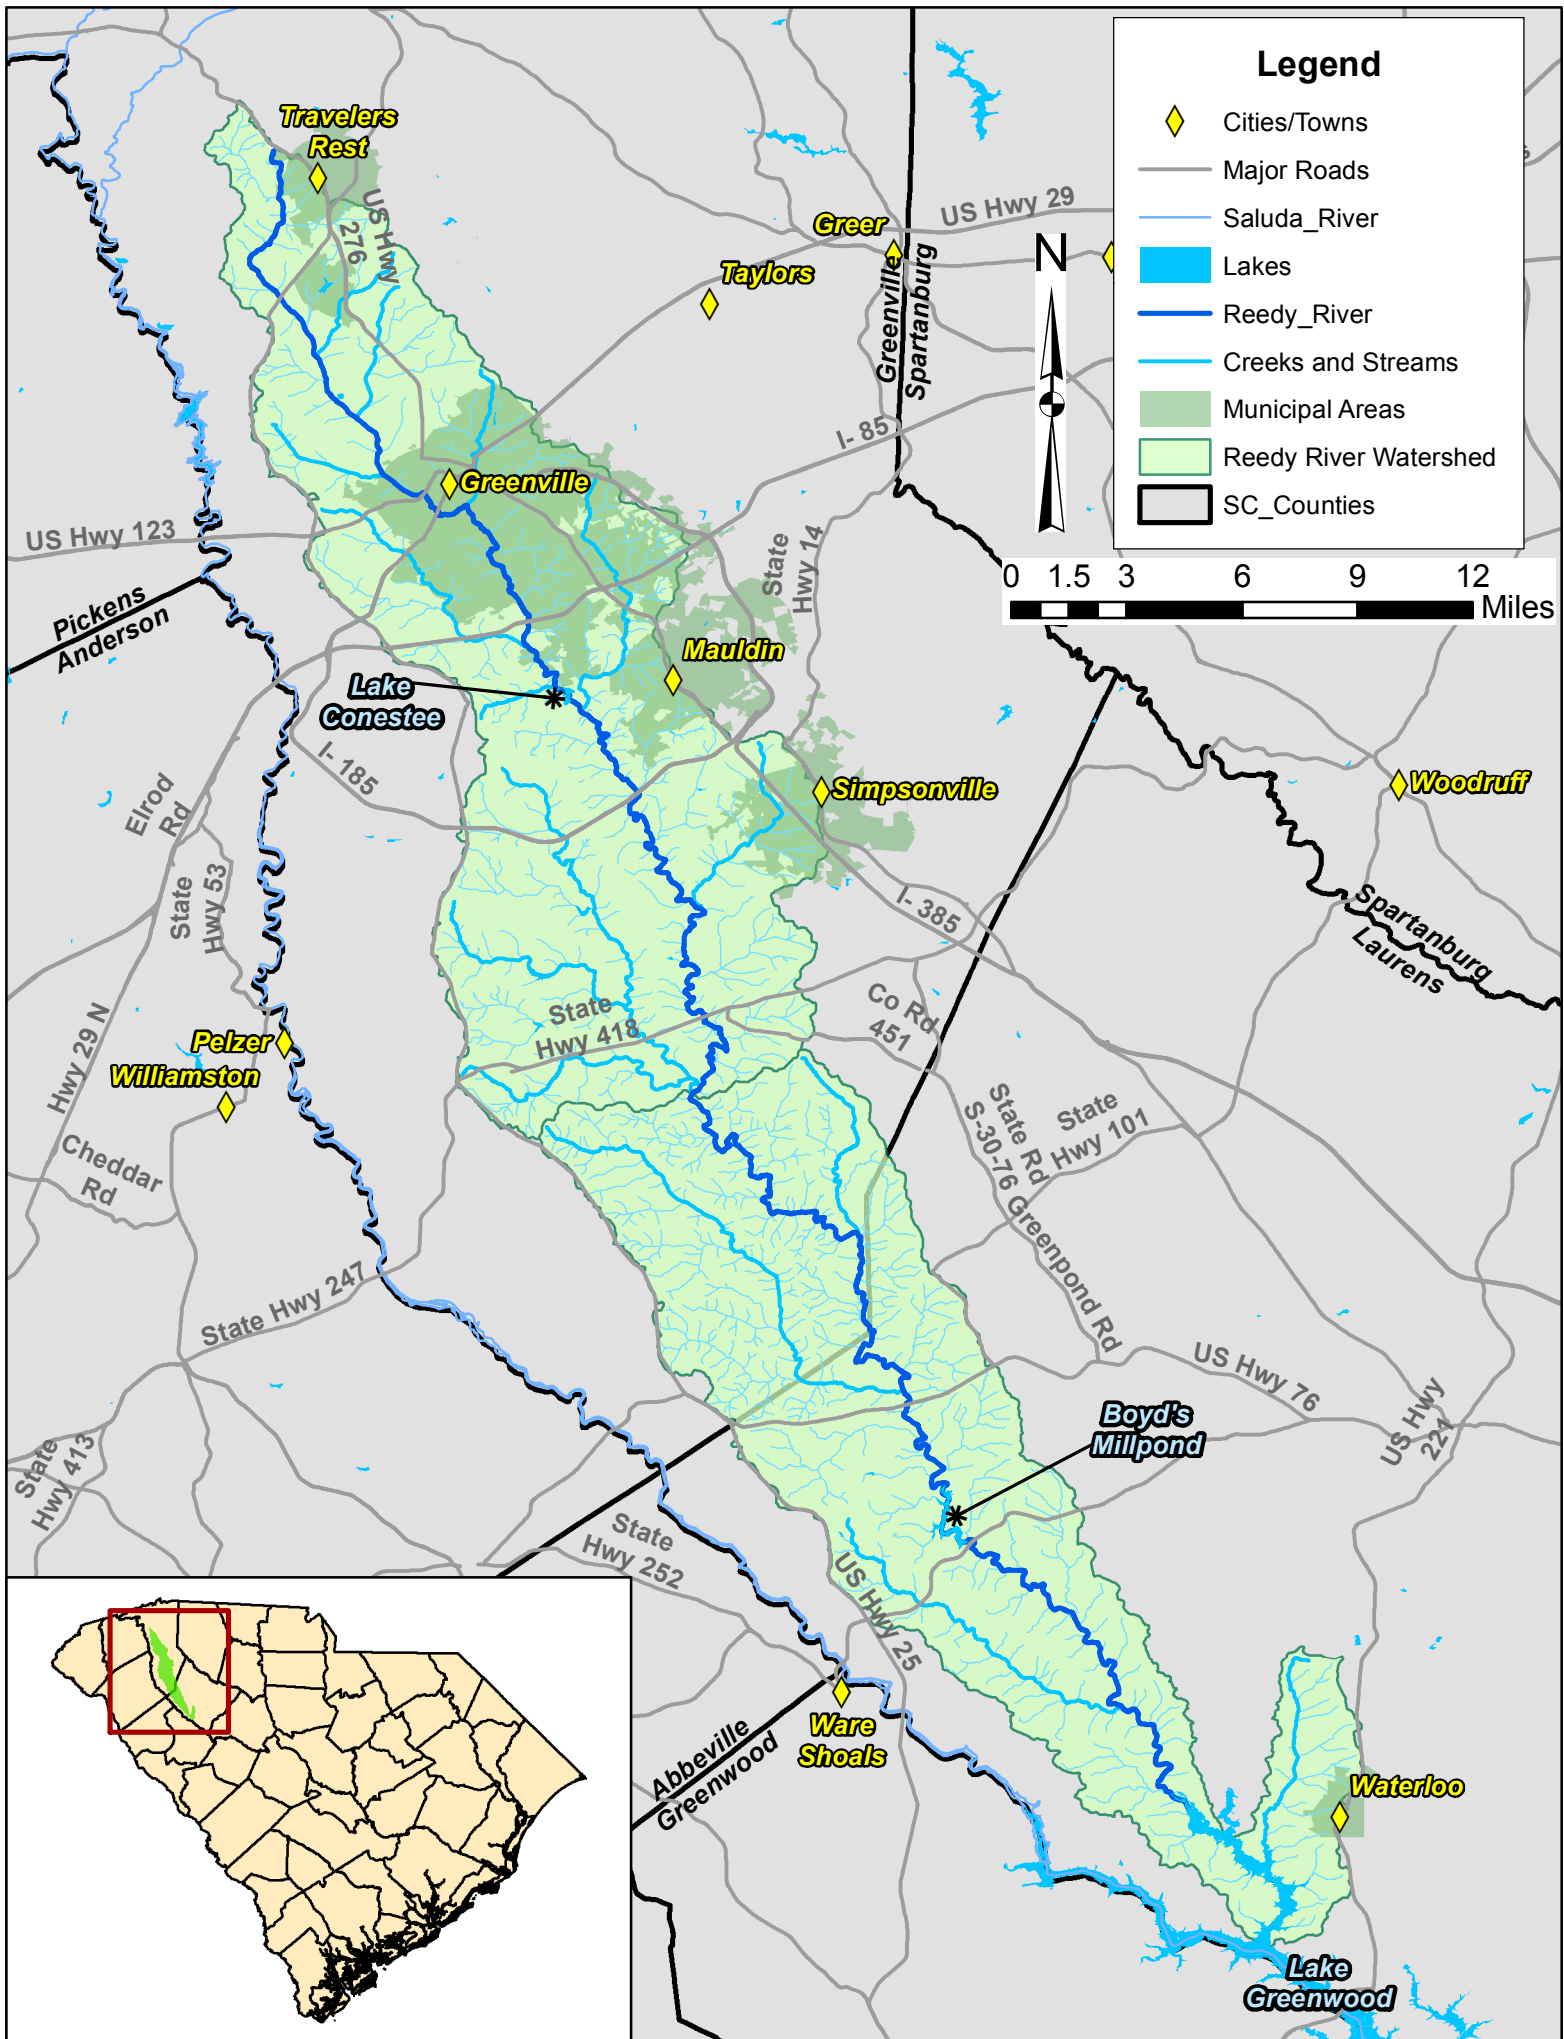 Legend
Cities/Towns
Major Roads
Saluda_River
Lakes
Reedy_River
Creeks and Streams
Municipal Areas
Reedy River Watershed
SC_Counties
N
0 1.5 3 6 9 12
Miles
Travelers
Rest
US Hwy
276
Greer
US Hwy 29
Taylors
Greenville
Spartanburg
I- 85
Greenville
US Hwy 123
State
Hwy 14
Pickens
Anderson
Mauldin
Lake
Conestee
I- 185
Elrod
Rd
Simpsonville
Woodruff
State
Hwy 53
I- 385
Spartanburg
Laurens
Co Rd
451
State
Hwy 418
Hwy 29 N
Pelzer
Williamston
State Rd
S-30-76 Greenpond Rd
State
Hwy 101
Cheddar
Rd
State Hwy 247
US Hwy 76
US Hwy
221
Boyd's
Millpond
State
Hwy 413
State
Hwy 252
US Hwy 25
Ware
Shoals
Abbeville
Greenwood
Waterloo
Lake
Greenwood